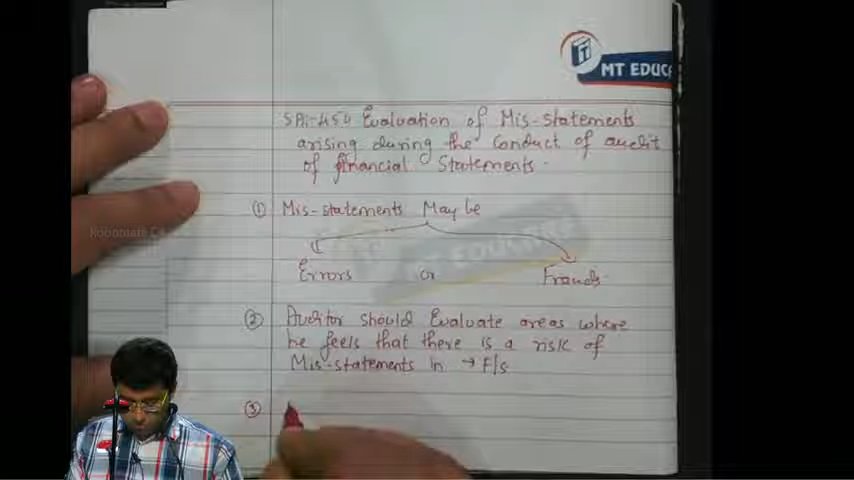 MT EDUC
SA:-450 Evaluation of Mis-statements
arising during the conduct of audit
of financial Statements.
① Mis-statements May be
Errors or Frauds
② Auditor should Evaluate areas where
he feels that there is a risk of
Mis-statements in → F/s
③